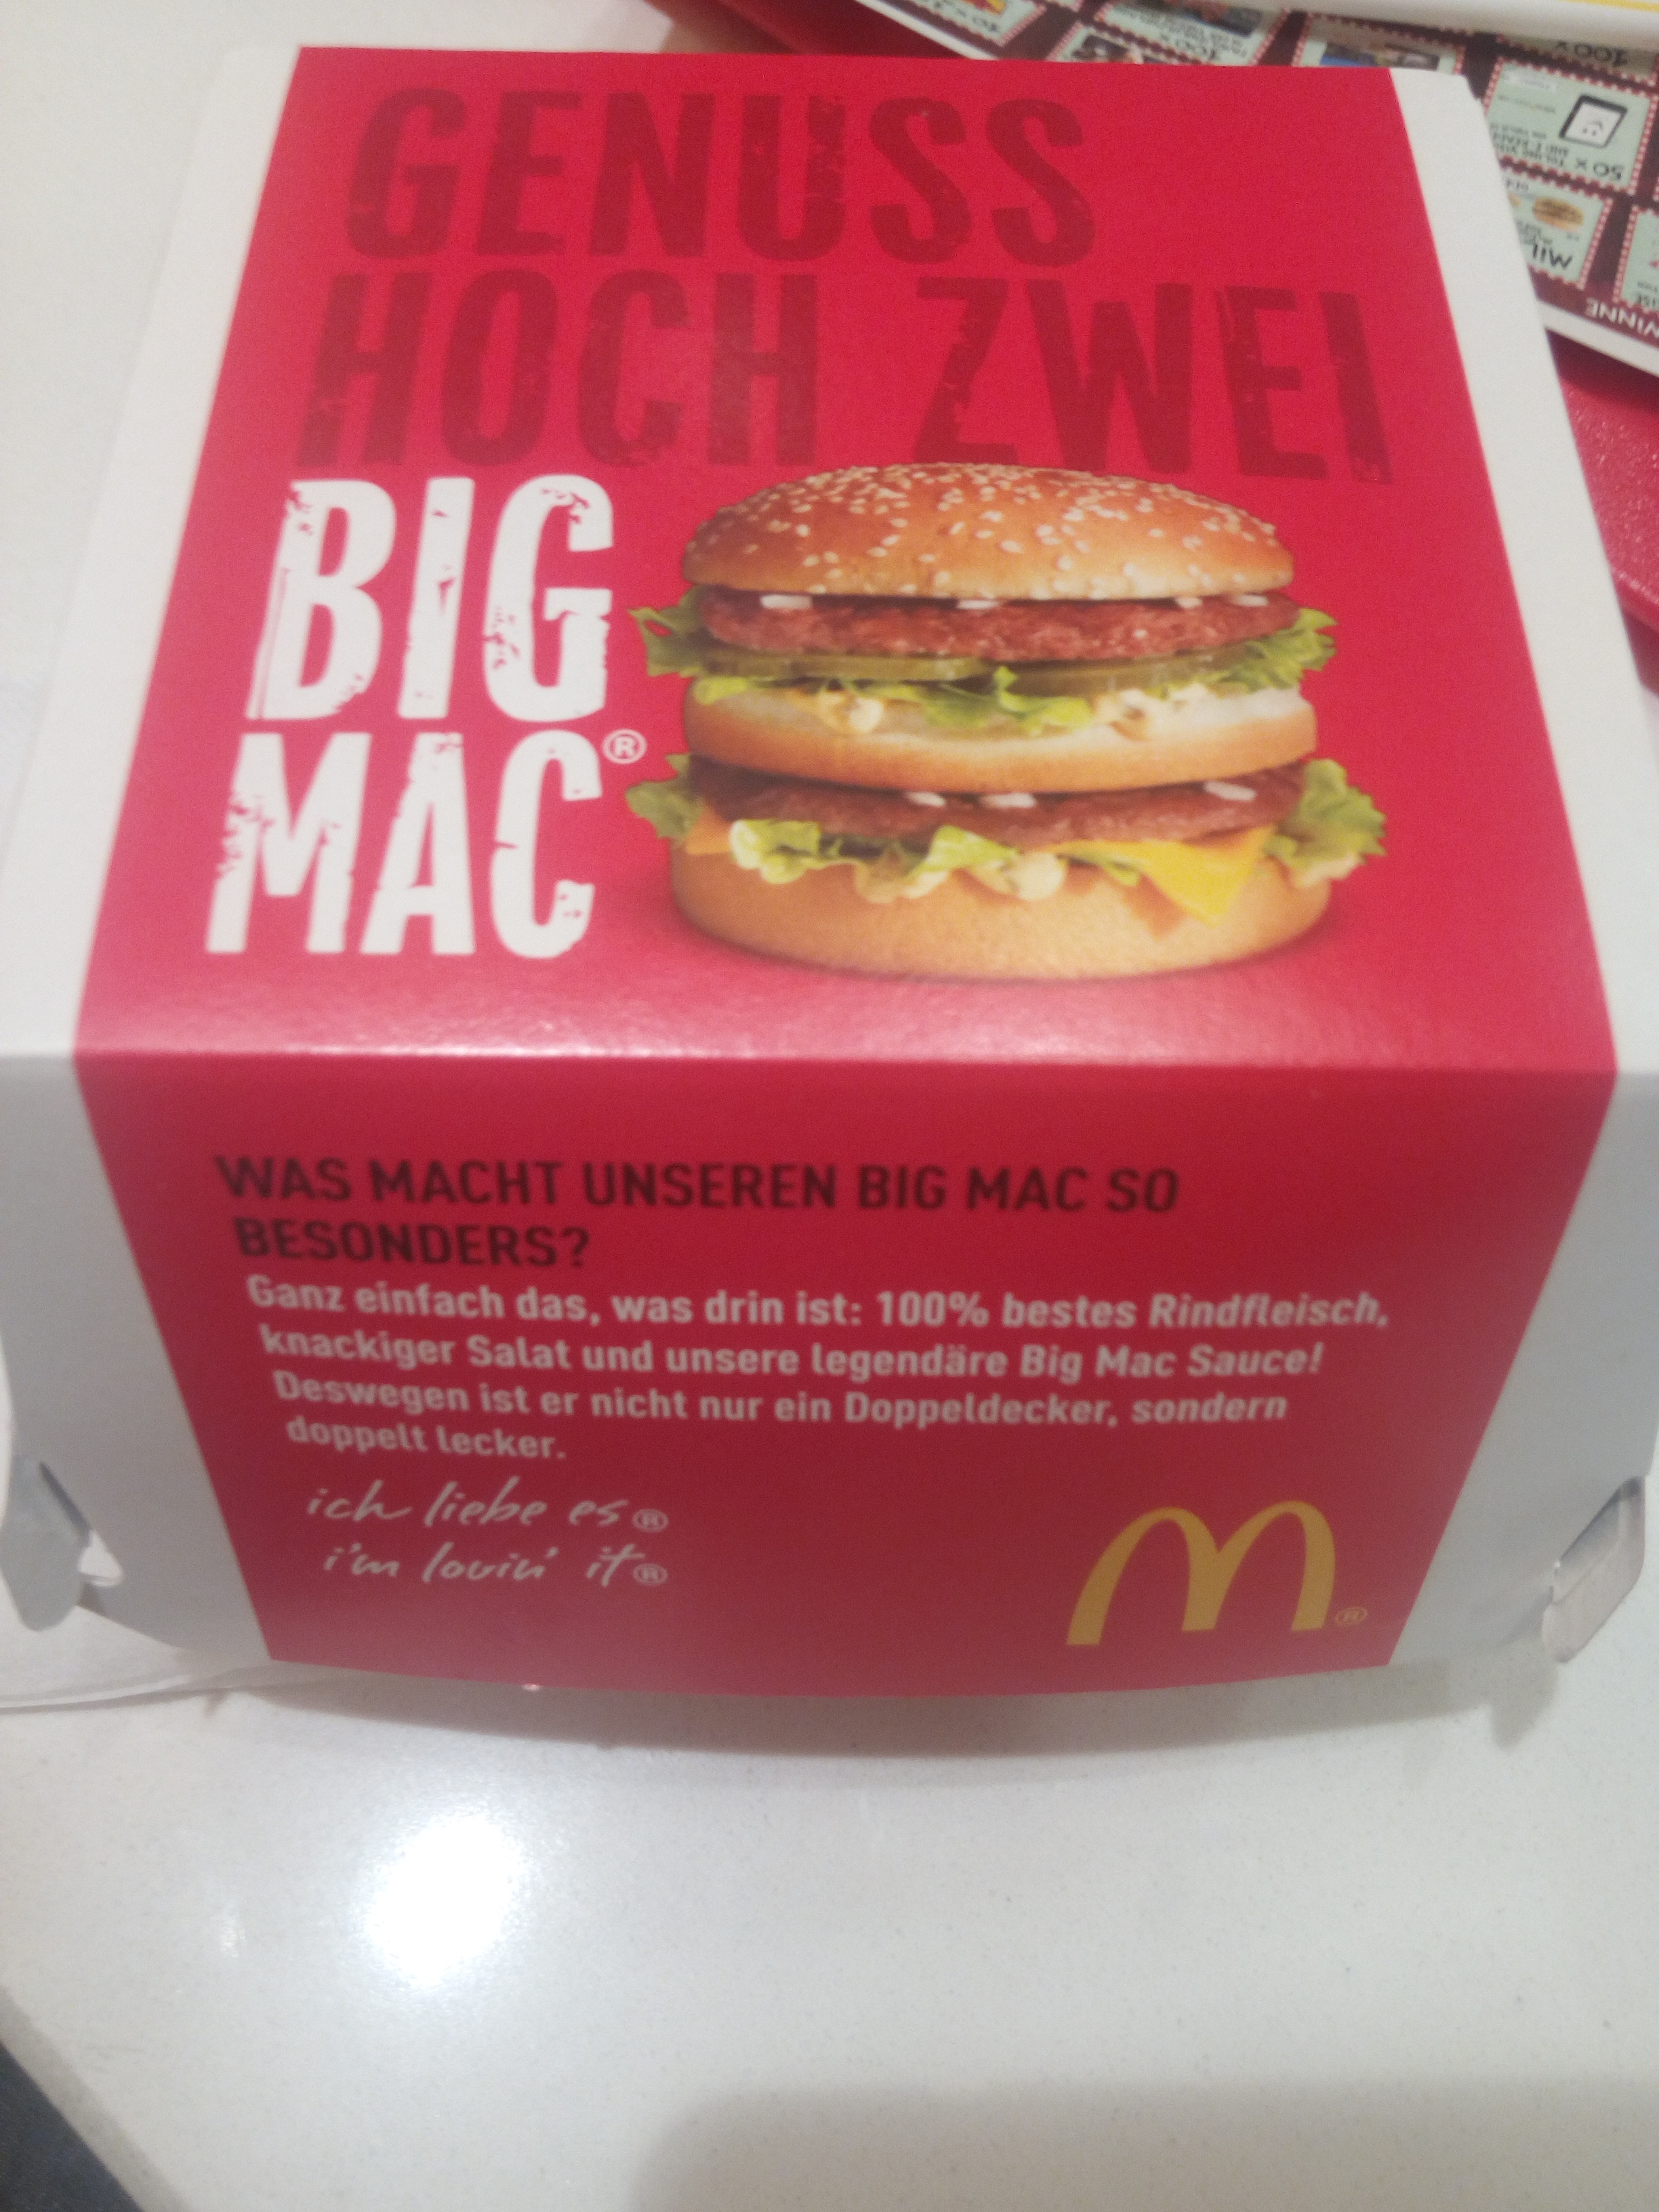 GENUSS
HOCH ZWEI
BIG
MAC®
WAS MACHT UNSEREN BIG MAC SO
BESONDERS?
Ganz einfach das, was drin ist: 100% bestes Rindfleisch,
knackiger Salat und unsere legendäre Big Mac Sauce!
Deswegen ist er nicht nur ein Doppeldecker, sondern
doppelt lecker.
ich liebe es®
i'm lovin' it®
®
100X
50 X